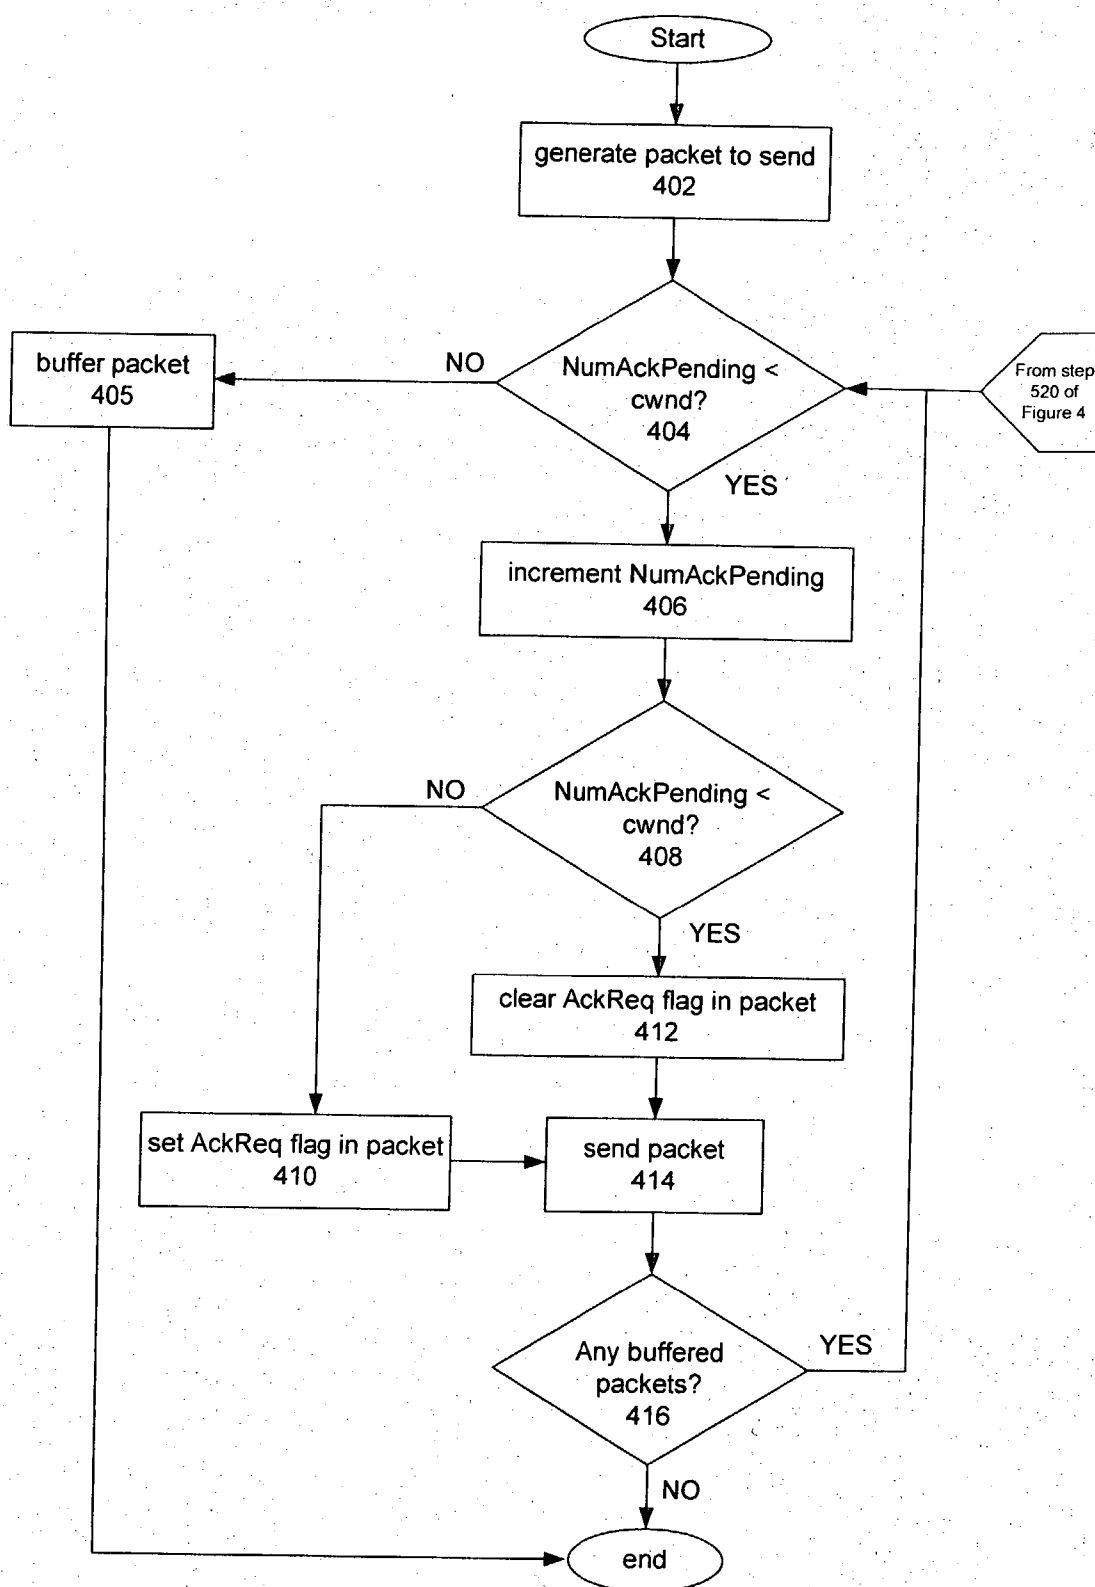 Start
generate packet to send
402
NumAckPending <
cwnd?
404
NO
buffer packet
405
From step
520 of
Figure 4
YES
increment NumAckPending
406
NumAckPending <
cwnd?
408
NO
YES
clear AckReq flag in packet
412
set AckReq flag in packet
410
send packet
414
Any buffered
packets?
416
YES
NO
end